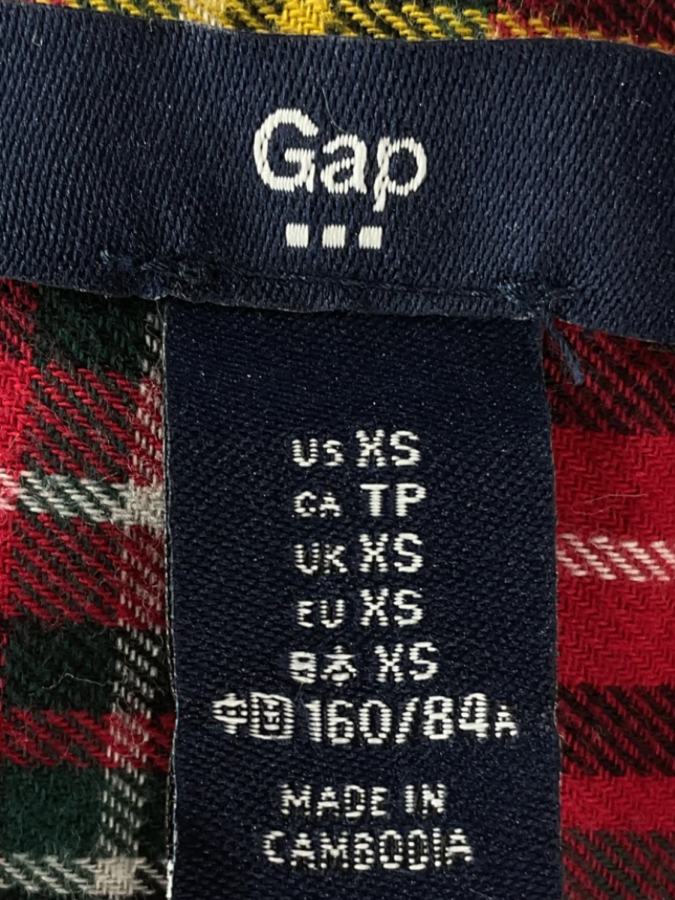 Gap
US XS
CA TP
UK XS
EU XS
日本 XS
中国 160/84A
MADE IN
CAMBODIA